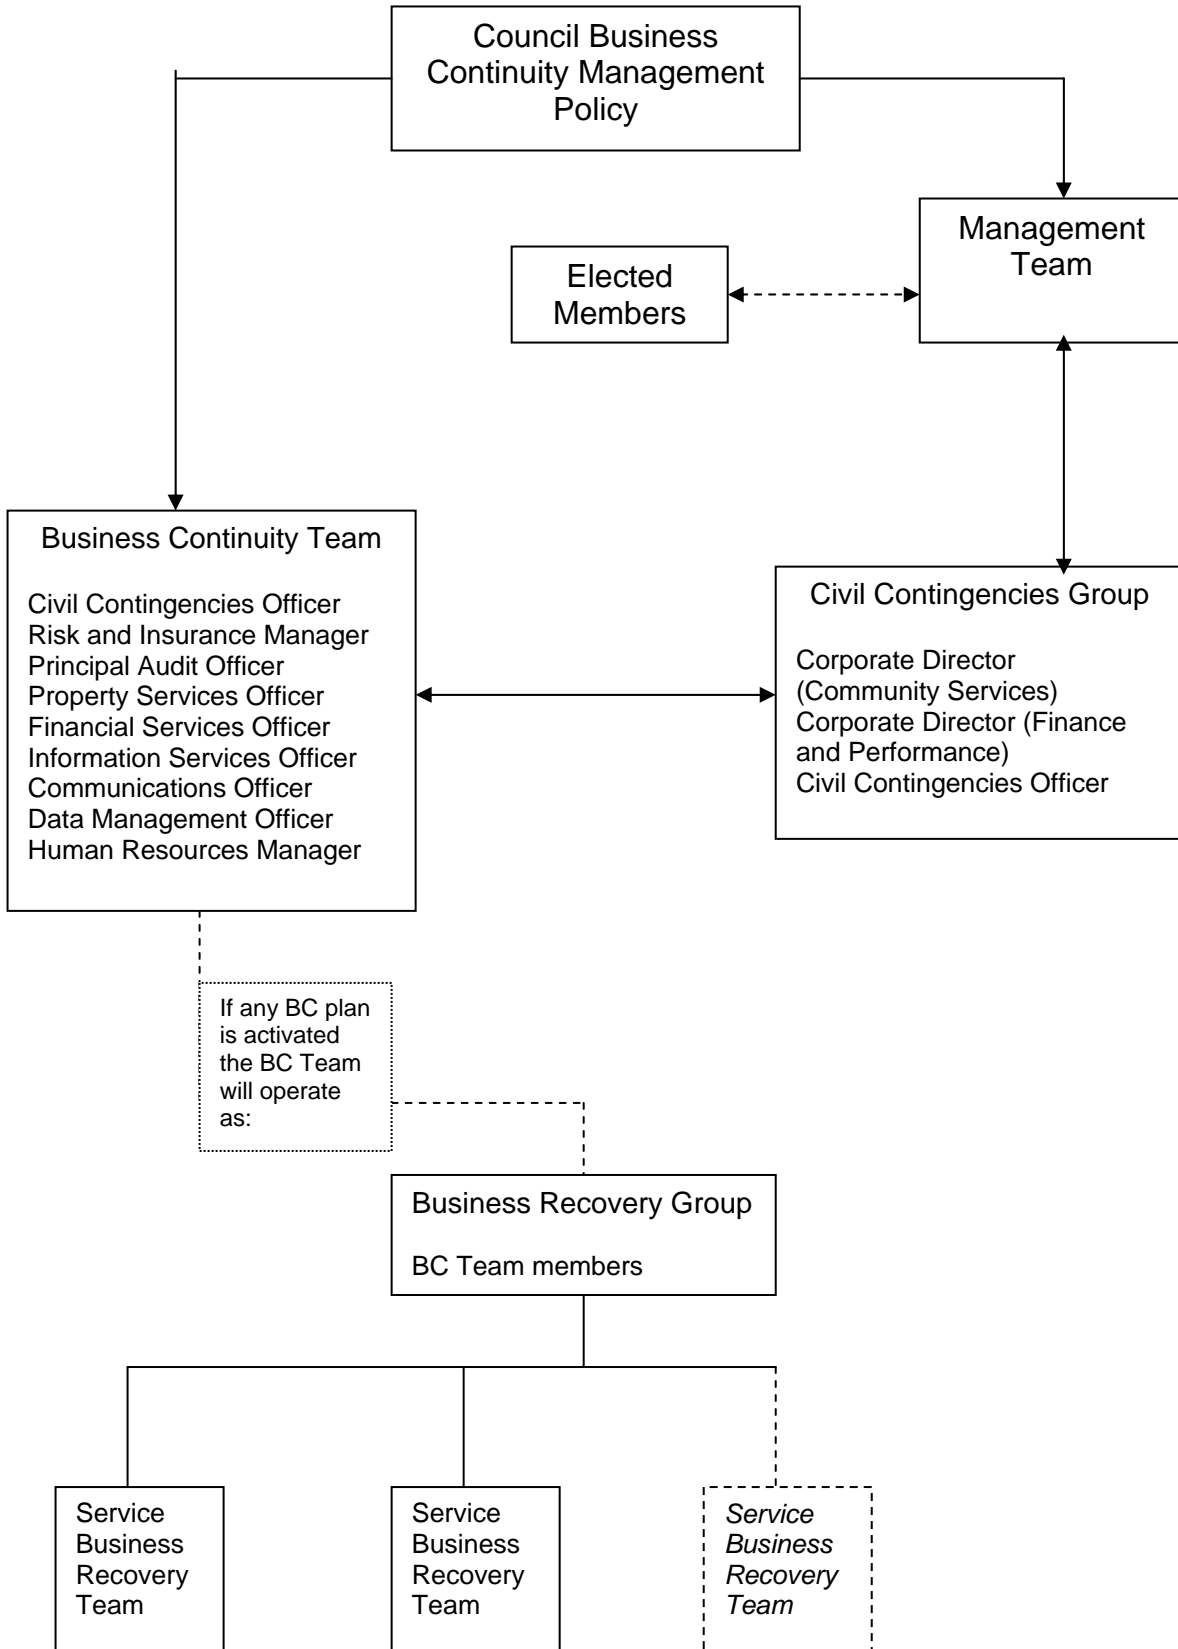 Council Business
Continuity Management
Policy
Management
Team
Elected
Members
Business Continuity Team
Civil Contingencies Officer
Risk and Insurance Manager
Principal Audit Officer
Property Services Officer
Financial Services Officer
Information Services Officer
Communications Officer
Data Management Officer
Human Resources Manager
Civil Contingencies Group
Corporate Director
(Community Services)
Corporate Director (Finance
and Performance)
Civil Contingencies Officer
If any BC plan
is activated
the BC Team
will operate
as:
Business Recovery Group
BC Team members
Service
Business
Recovery
Team
Service
Business
Recovery
Team
Service
Business
Recovery
Team